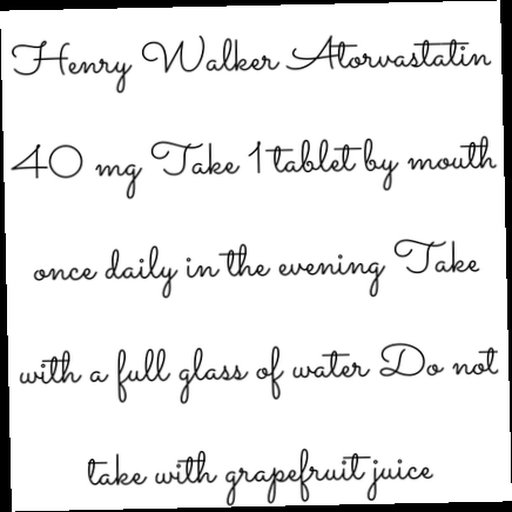 Henry Walker Atorvastatin
40 mg Take 1 tablet by mouth
once daily in the evening Take
with a full glass of water Do not
take with grapefruit juice